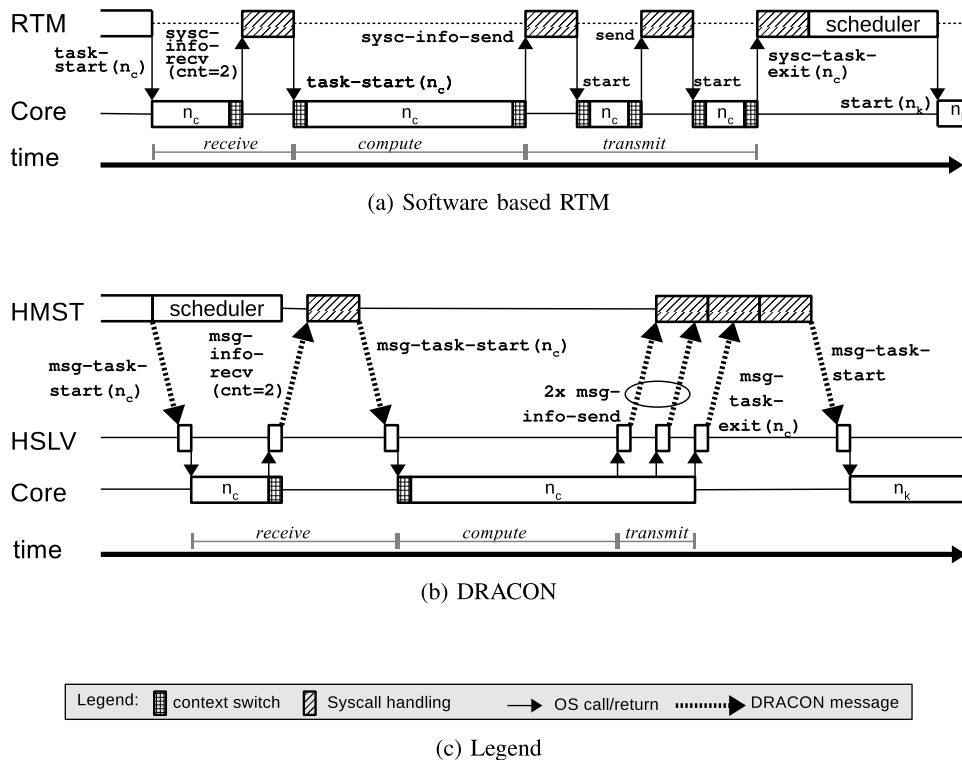 RTM
sysc-
info-
recv
(cnt=2)
task-
start(nc)
task-start(nc)
sysc-info-send
send
start
start
scheduler
sysc-task-
exit(nc)
start(nk)
Core
nc
nc
nc
nc
time
receive
compute
transmit
(a) Software based RTM
HMST
scheduler
msg-task-
start(nc)
msg-
info-
recv
(cnt=2)
msg-task-start(nc)
2x msg-
info-send
msg-
task-
exit(nc)
msg-task-
start
HSLV
Core
nc
nc
nk
time
receive
compute
transmit
(b) DRACON
Legend:
context switch
Syscall handling
OS call/return
DRACON message
(c) Legend